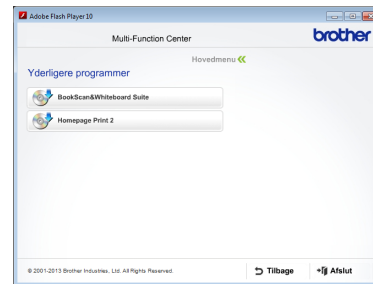 Adobe Flash Player 10
Multi-Function Center
brother
Hovedmenu
Yderligere programmer
BookScan&Whiteboard Suite
Homepage Print 2
© 2001-2013 Brother Industries, Ltd. All Rights Reserved.
Tilbage
Afslut